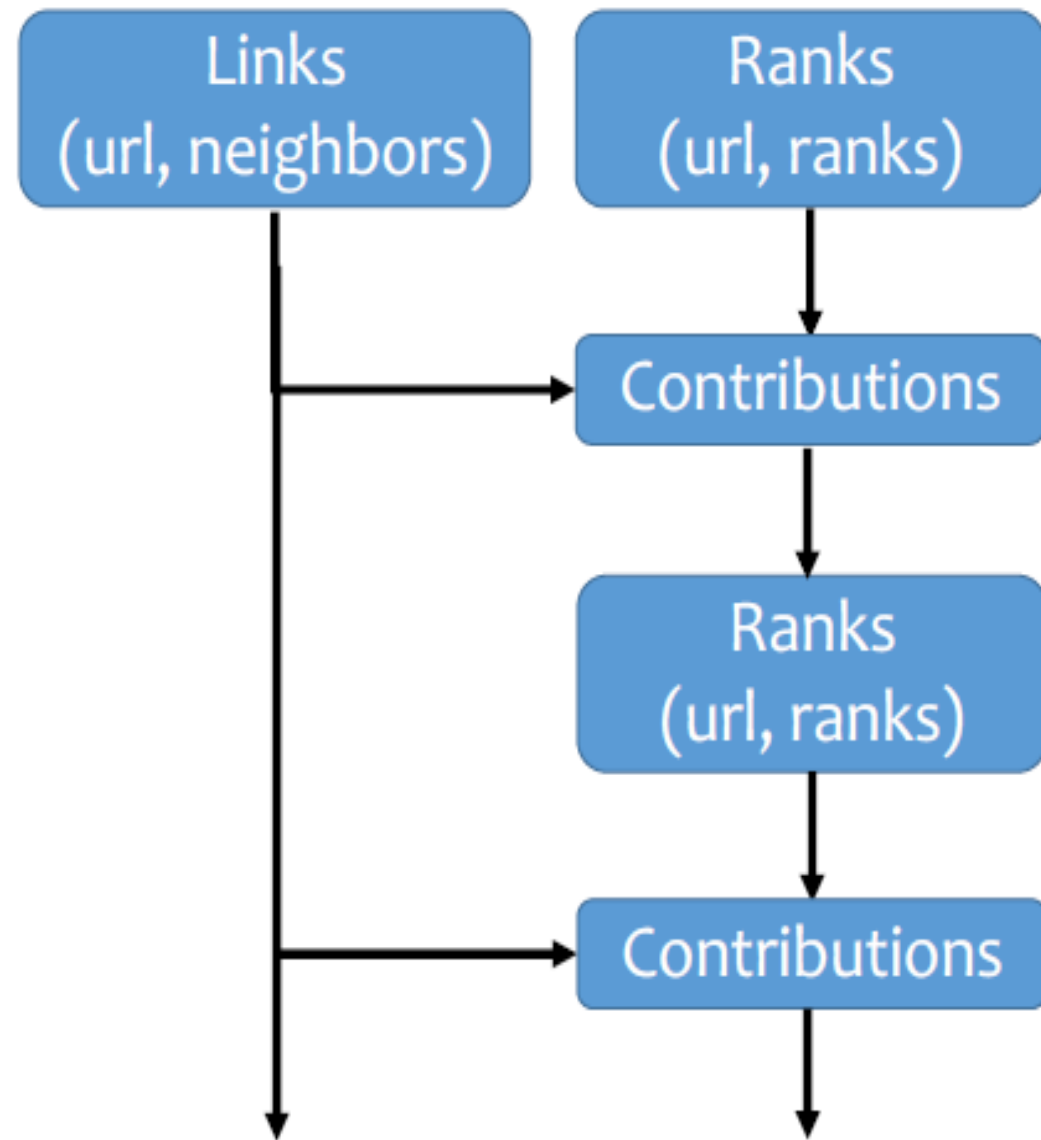 Links
(url, neighbors)
Ranks
(url, ranks)
Contributions
Ranks
(url, ranks)
Contributions